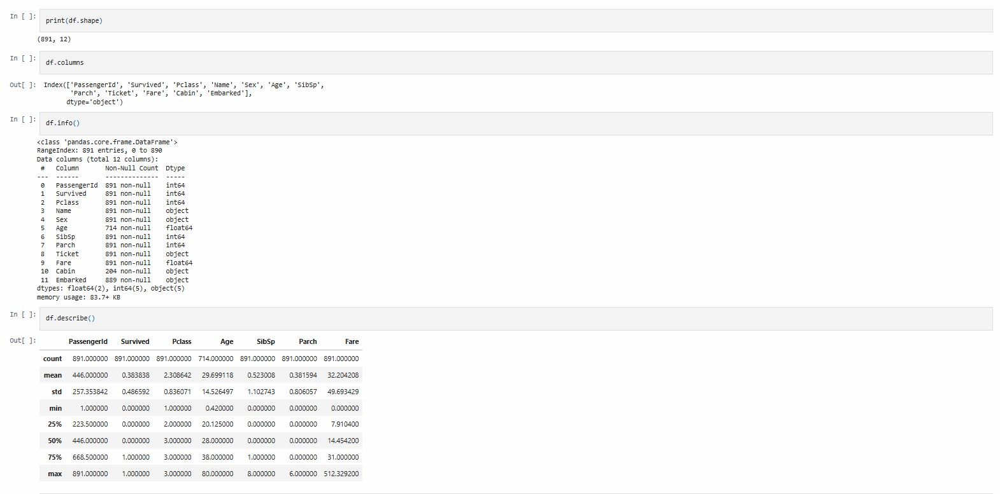 In [ ]: print(df.shape)
(891, 12)
In [ ]: df.columns
Out[ ]: Index(['PassengerId', 'Survived', 'Pclass', 'Name', 'Sex', 'Age', 'SibSp',
'Parch', 'Ticket', 'Fare', 'Cabin', 'Embarked'],
dtype='object')
In [ ]: df.info()
<class 'pandas.core.frame.DataFrame'>
RangeIndex: 891 entries, 0 to 890
Data columns (total 12 columns):
# Column Non-Null Count Dtype
--- ------ -------------- -----
0 PassengerId 891 non-null int64
1 Survived 891 non-null int64
2 Pclass 891 non-null int64
3 Name 891 non-null object
4 Sex 891 non-null object
5 Age 714 non-null float64
6 SibSp 891 non-null int64
7 Parch 891 non-null int64
8 Ticket 891 non-null object
9 Fare 891 non-null float64
10 Cabin 204 non-null object
11 Embarked 889 non-null object
dtypes: float64(2), int64(5), object(5)
memory usage: 83.7+ KB
In [ ]: df.describe()
Out[ ]: PassengerId Survived Pclass Age SibSp Parch Fare
count 891.000000 891.000000 891.000000 714.000000 891.000000 891.000000 891.000000
mean 446.000000 0.383838 2.308642 29.699118 0.523008 0.381594 32.204208
std 257.353842 0.486592 0.836071 14.526497 1.102743 0.806057 49.693429
min 1.000000 0.000000 1.000000 0.420000 0.000000 0.000000 0.000000
25% 223.500000 0.000000 2.000000 20.125000 0.000000 0.000000 7.910400
50% 446.000000 0.000000 3.000000 28.000000 0.000000 0.000000 14.454200
75% 668.500000 1.000000 3.000000 38.000000 1.000000 0.000000 31.000000
max 891.000000 1.000000 3.000000 80.000000 8.000000 6.000000 512.329200